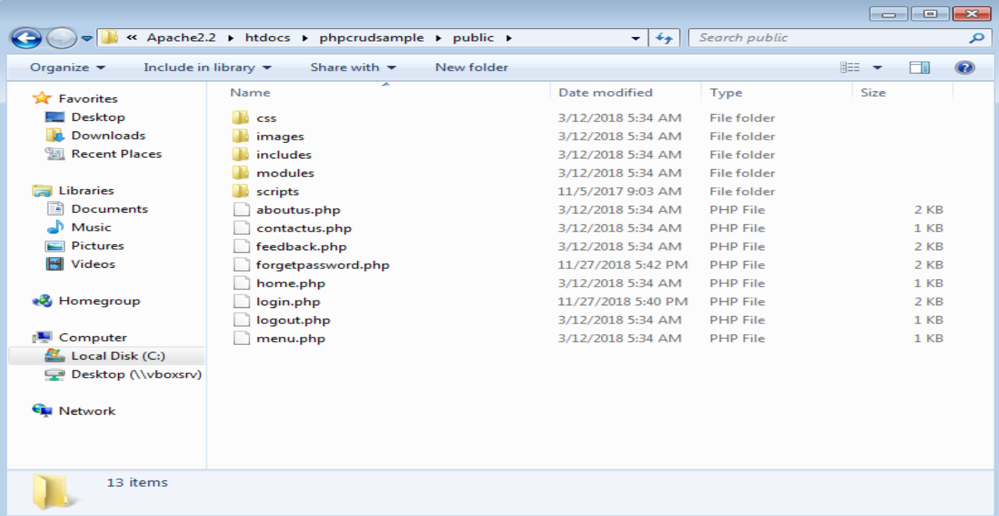 « Apache2.2 ▸ htdocs ▸ phpcrudsample ▸ public ▸ Search public
Organize Include in library Share with New folder
Name Date modified Type Size
Favorites
Desktop
Downloads
Recent Places
Libraries
Documents
Music
Pictures
Videos
Homegroup
Computer
Local Disk (C:)
Desktop (\\vboxsrv)
Network
css 3/12/2018 5:34 AM File folder
images 3/12/2018 5:34 AM File folder
includes 3/12/2018 5:34 AM File folder
modules 3/12/2018 5:34 AM File folder
scripts 11/5/2017 9:03 AM File folder
aboutus.php 3/12/2018 5:34 AM PHP File 2 KB
contactus.php 3/12/2018 5:34 AM PHP File 1 KB
feedback.php 3/12/2018 5:34 AM PHP File 2 KB
forgetpassword.php 11/27/2018 5:42 PM PHP File 2 KB
home.php 3/12/2018 5:34 AM PHP File 1 KB
login.php 11/27/2018 5:40 PM PHP File 2 KB
logout.php 3/12/2018 5:34 AM PHP File 1 KB
menu.php 3/12/2018 5:34 AM PHP File 1 KB
13 items